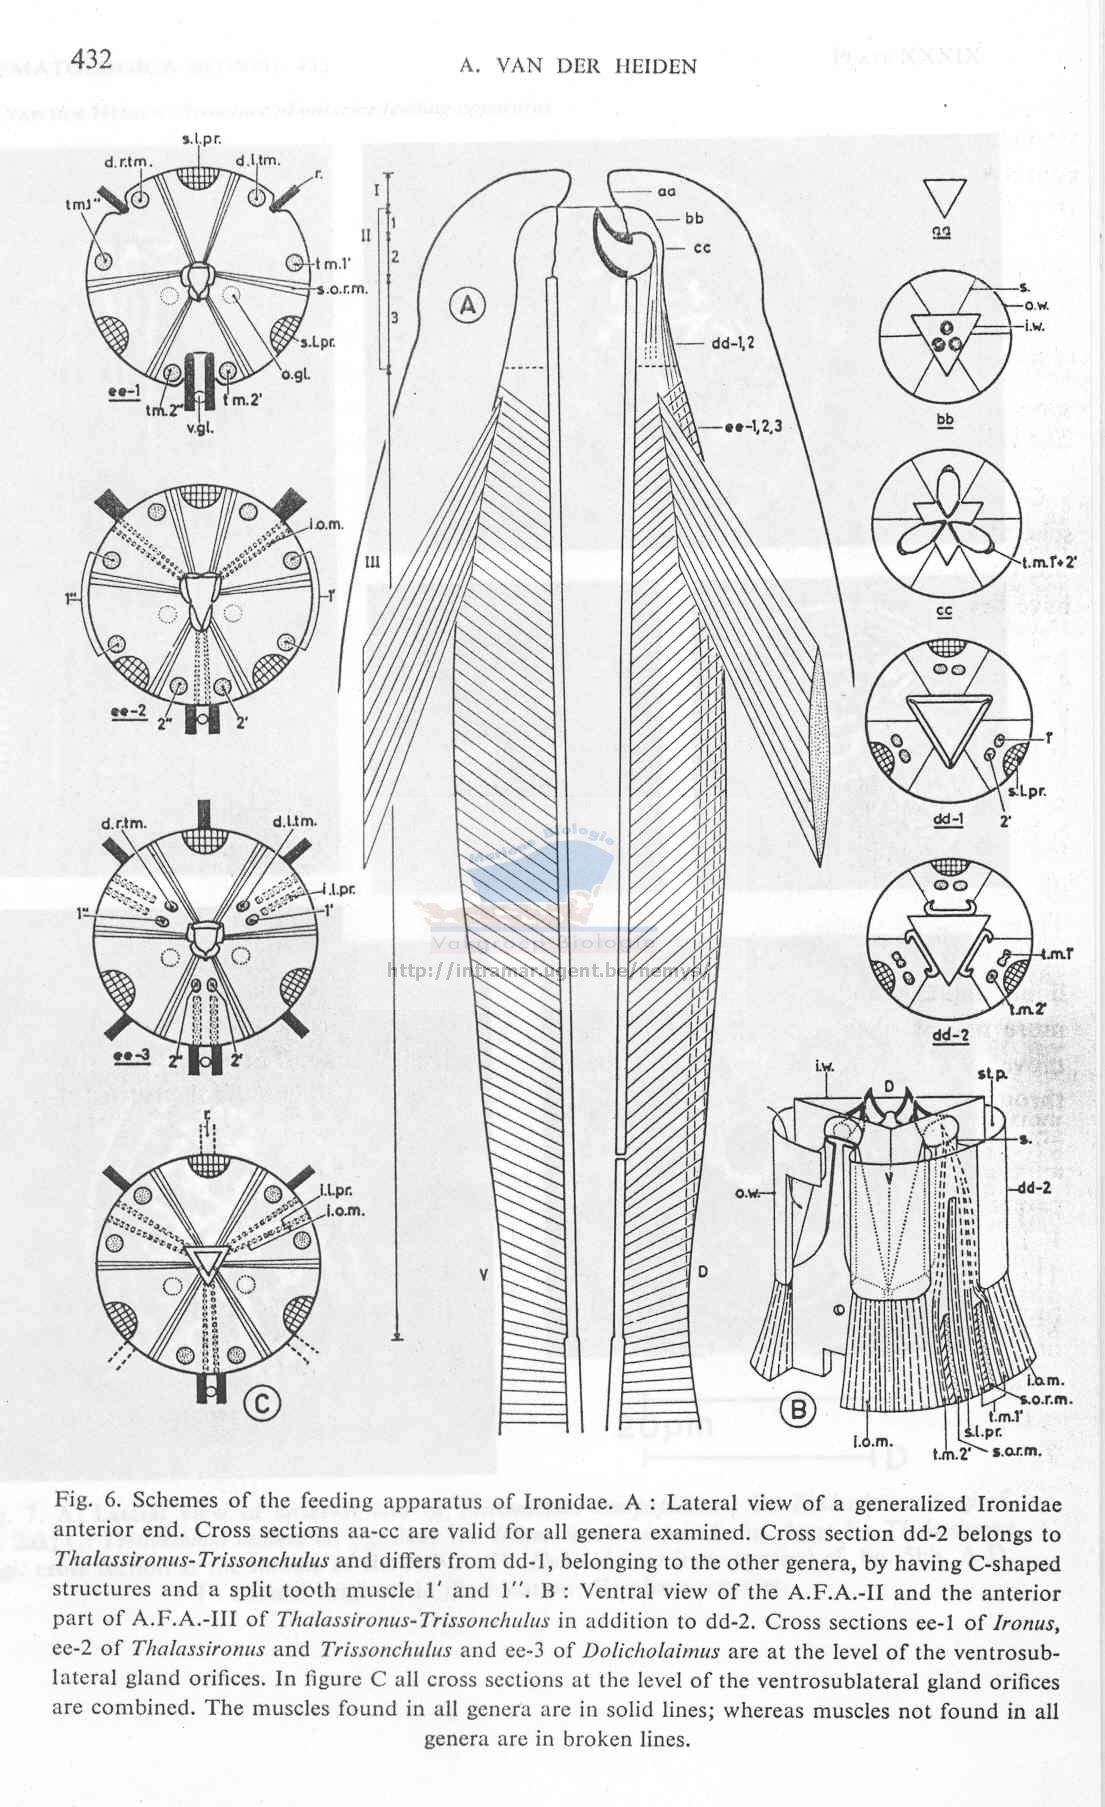 432
A. VAN DER HEIDEN
s.l.pr.
d.r.tm.
d.l.tm.
r.
tm.1"
t m.1'
s.o.r.m.
s.l.pr.
o.gl.
ee-1
tm.2"
t m.2'
v.gl.
I
II
1
2
3
III
A
aa
bb
cc
dd-1,2
ee-1,2,3
aa
s.
o.w.
i.w.
bb
t.m.1'+2'
cc
i.o.m.
1"
1'
ee-2
2"
2'
1'
s.l.pr.
dd-1
2'
d.r.tm.
d.l.tm.
i.l.pr.
1"
1'
ee-3
2"
2'
t.m.1'
t.m.2'
dd-2
Mariene Biologie
Vakgroep Biologie
http://intramar.ugent.be/nemys/
r.
i.l.pr.
i.o.m.
C
V
D
i.w.
D
st.p.
s.
o.w.
V
dd-2
B
i.o.m.
s.o.r.m.
t.m.1'
s.l.pr.
i.o.m.
t.m.2'
s.o.r.m.
Fig. 6. Schemes of the feeding apparatus of Ironidae. A : Lateral view of a generalized Ironidae
anterior end. Cross sections aa-cc are valid for all genera examined. Cross section dd-2 belongs to
Thalassironus-Trissonchulus and differs from dd-1, belonging to the other genera, by having C-shaped
structures and a split tooth muscle 1' and 1". B : Ventral view of the A.F.A.-II and the anterior
part of A.F.A.-III of Thalassironus-Trissonchulus in addition to dd-2. Cross sections ee-1 of Ironus,
ee-2 of Thalassironus and Trissonchulus and ee-3 of Dolicholaimus are at the level of the ventrosub-
lateral gland orifices. In figure C all cross sections at the level of the ventrosublateral gland orifices
are combined. The muscles found in all genera are in solid lines; whereas muscles not found in all
genera are in broken lines.